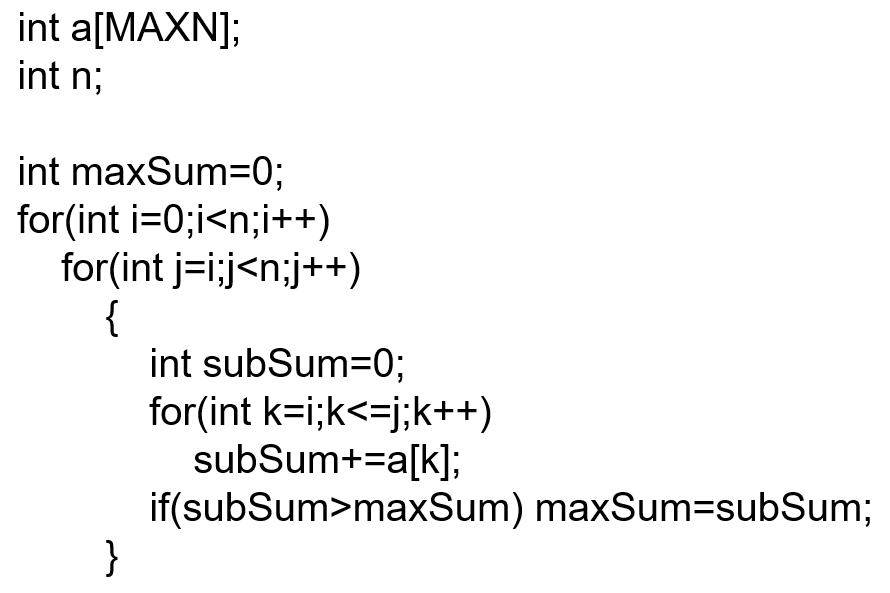 int a[MAXN];
int n;
int maxSum=0;
for(int i=0;i<n;i++)
for(int j=i;j<n;j++)
{
int subSum=0;
for(int k=i;k<=j;k++)
subSum+=a[k];
if(subSum>maxSum) maxSum=subSum;
}